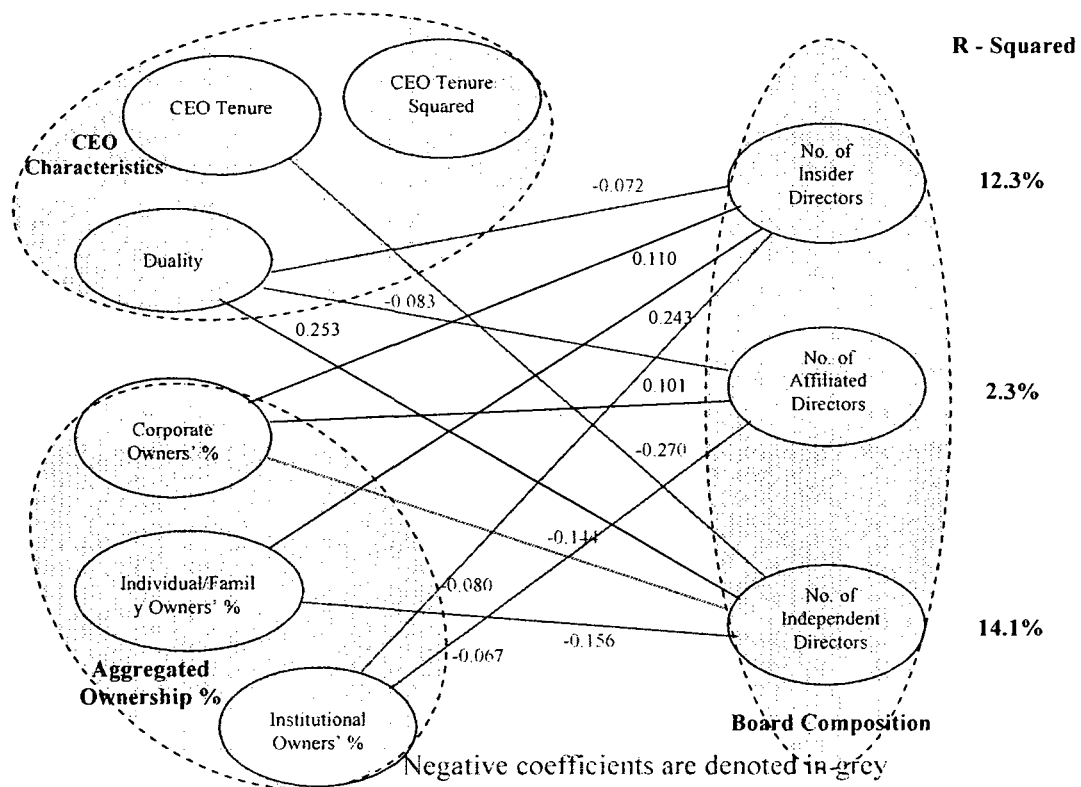 R - Squared
CEO Tenure
CEO Tenure
Squared
CEO
Characteristics
No. of
Insider
Directors
12.3%
-0.072
Duality
0.110
-0.083
0.253
0.243
No. of
Affiliated
Directors
2.3%
0.101
Corporate
Owners' %
-0.270
-0.144
Individual/Famil
y Owners' %
-0.080
No. of
Independent
Directors
14.1%
-0.156
-0.067
Aggregated
Ownership %
Institutional
Owners' %
Board Composition
Negative coefficients are denoted in grey